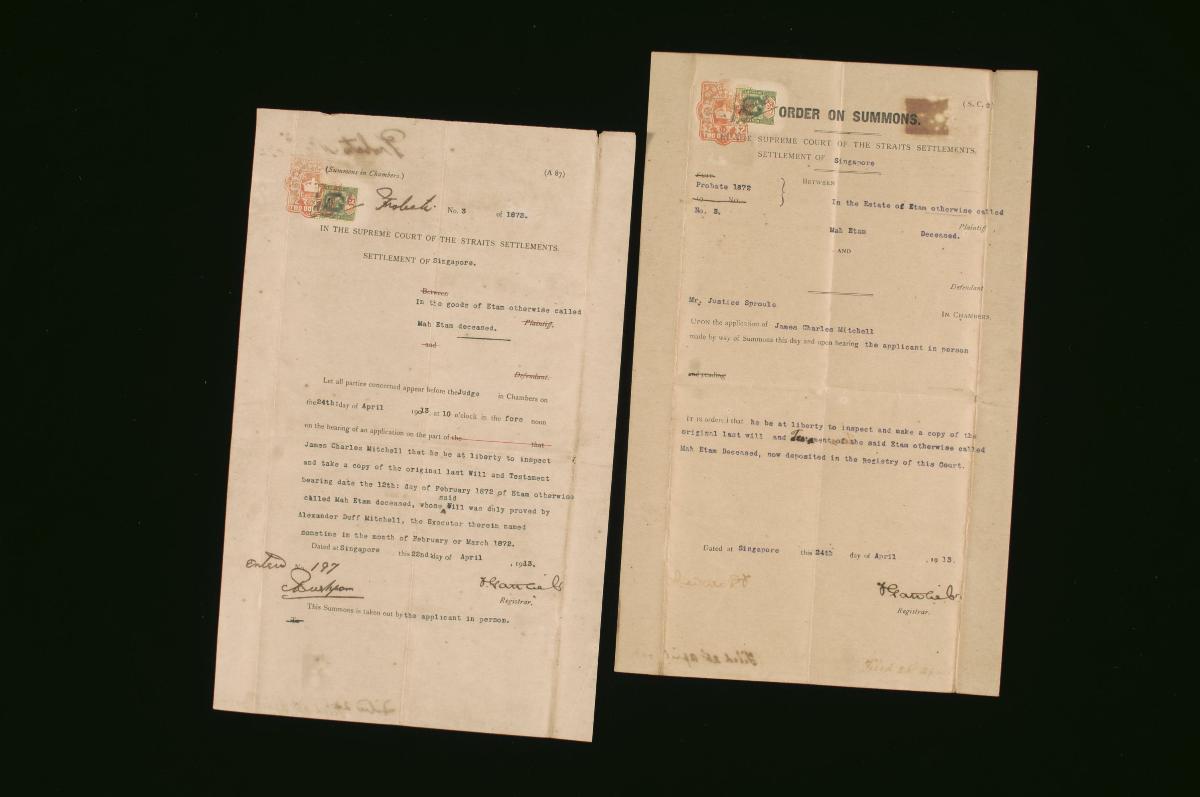 (Summons in Chambers.)
(A 87)
Probate No. 3 of 1872.
IN THE SUPREME COURT OF THE STRAITS SETTLEMENTS.
SETTLEMENT OF Singapore.
Between
In the goods of Etam otherwise called
Mah Etam deceased. Plaintiff,
and
Defendant.
Let all parties concerned appear before the Judge in Chambers on
the 24th: day of April 1913, at 10 o'clock in the fore noon
on the hearing of an application on the part of the that
James Charles Mitchell that he be at liberty to inspect
and take a copy of the original last Will and Testament
bearing date the 12th: day of February 1872 of Etam otherwise
said
called Mah Etam deceased, whose Will was duly proved by
Alexander Duff Mitchell, the Executor therein named
sometime in the month of February or March 1872.
Dated at Singapore this 22nd day of April , 1913.
entered No 197
Registrar.
This Summons is taken out by the applicant in person.
To
(S. C. 2)
ORDER ON SUMMONS.
IN THE SUPREME COURT OF THE STRAITS SETTLEMENTS.
SETTLEMENT OF Singapore
Probate 1872
BETWEEN
No.
No. 3.
In the Estate of Etam otherwise called
Plaintiff
Mah Etam Deceased.
AND
Defendant
Mr. Justice Sproule
IN CHAMBERS.
UPON the application of James Charles Mitchell
made by way of Summons this day and upon hearing the applicant in person
and reading
IT is ordered that he be at liberty to inspect and make a copy of the
original last will and Testament of the said Etam otherwise called
Mah Etam Deceased, now deposited in the Registry of this Court.
Dated at Singapore this 24th day of April , 1913.
Registrar.